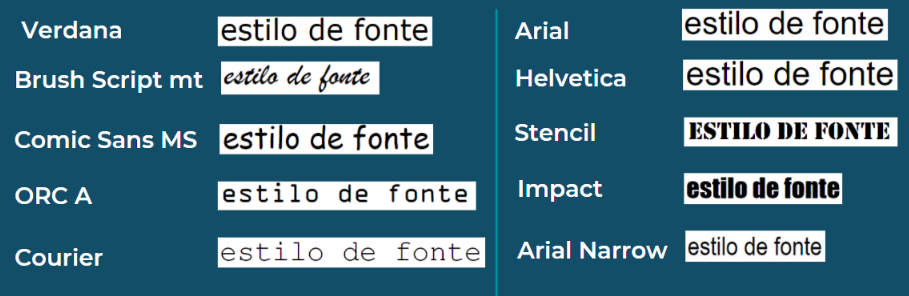 Verdana estilo de fonte
Brush Script mt estilo de fonte
Comic Sans MS estilo de fonte
ORC A estilo de fonte
Courier estilo de fonte
Arial estilo de fonte
Helvetica estilo de fonte
Stencil ESTILO DE FONTE
Impact estilo de fonte
Arial Narrow estilo de fonte